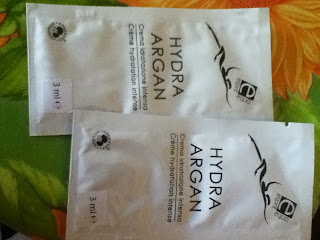 HYDRA
ARGAN
Crema idratazione intensa
Crème hydratation intense
3 ml e
HYDRA
ARGAN
Crema idratazione intensa
Crème hydratation intense
3 ml e